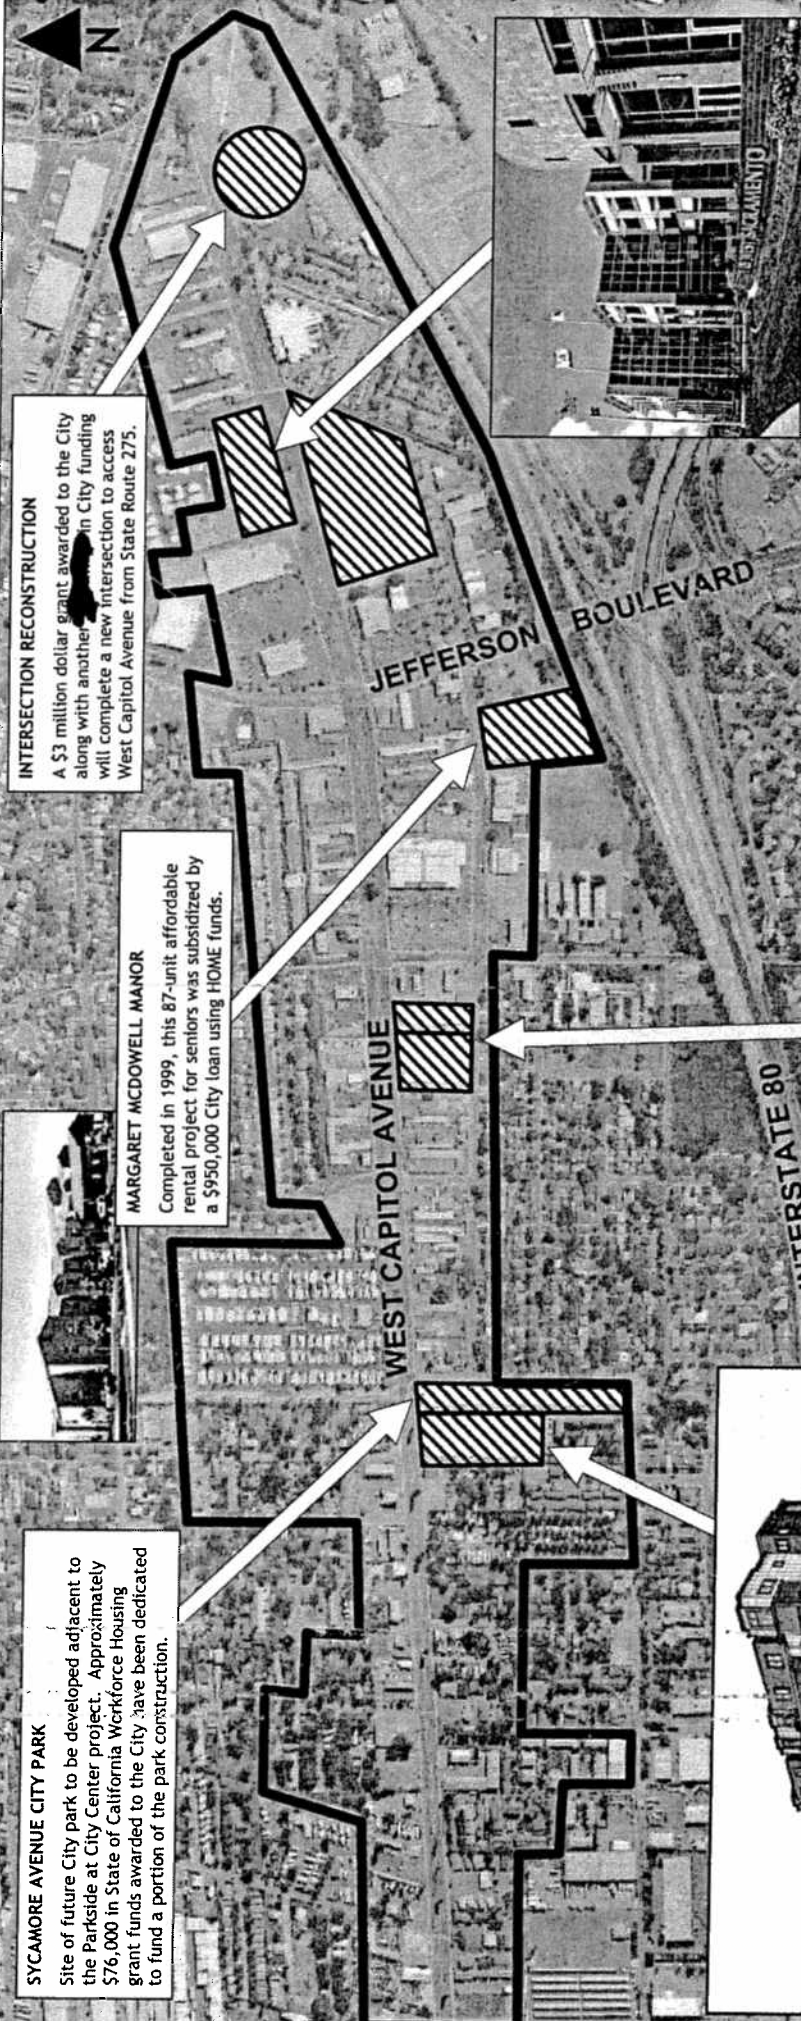 N
INTERSECTION RECONSTRUCTION
A $3 million dollar grant awarded to the City
along with another in City funding
will complete a new intersection to access
West Capitol Avenue from State Route 275.
MARGARET MCDOWELL MANOR
Completed in 1999, this 87-unit affordable
rental project for seniors was subsidized by
a $950,000 City loan using HOME funds.
SYCAMORE AVENUE CITY PARK
Site of future City park to be developed adjacent to
the Parkside at City Center project. Approximately
$76,000 in State of California Workforce Housing
grant funds awarded to the City have been dedicated
to fund a portion of the park construction.
WEST CAPITOL AVENUE
JEFFERSON BOULEVARD
INTERSTATE 80